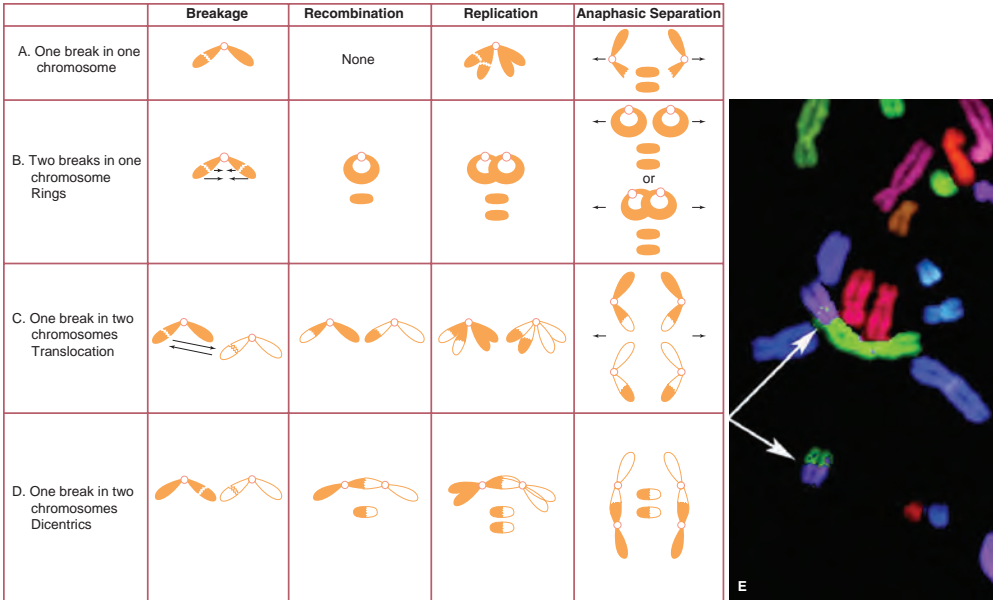 Breakage
Recombination
Replication
Anaphasic Separation
A. One break in one
chromosome
None
B. Two breaks in one
chromosome
Rings
or
C. One break in two
chromosomes
Translocation
D. One break in two
chromosomes
Dicentrics
E